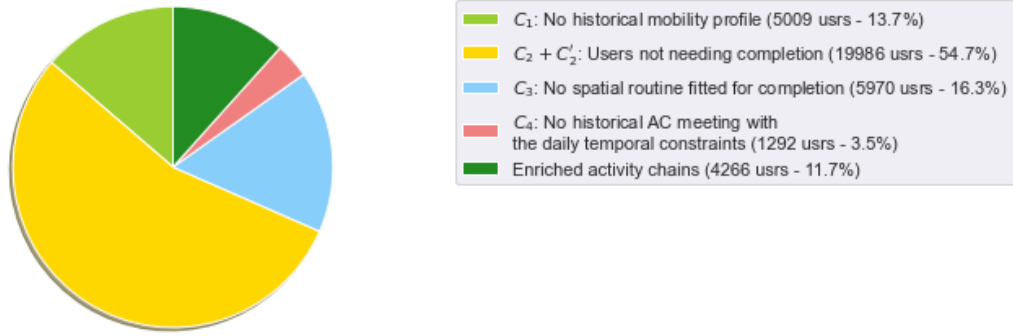 C₁: No historical mobility profile (5009 usrs - 13.7%)
C₂ + C₂′: Users not needing completion (19986 usrs - 54.7%)
C₃: No spatial routine fitted for completion (5970 usrs - 16.3%)
C₄: No historical AC meeting with
the daily temporal constraints (1292 usrs - 3.5%)
Enriched activity chains (4266 usrs - 11.7%)